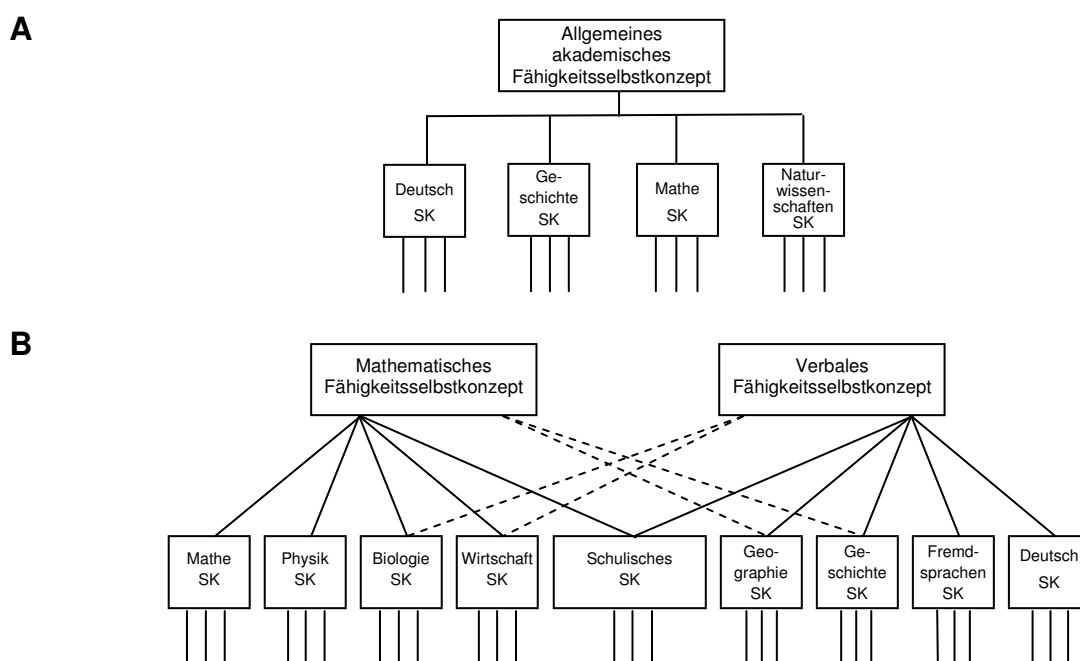 A
Allgemeines
akademisches
Fähigkeitsselbstkonzept
Deutsch
SK
Ge-
schichte
SK
Mathe
SK
Natur-
wissen-
schaften
SK
B
Mathematisches
Fähigkeitsselbstkonzept
Verbales
Fähigkeitsselbstkonzept
Mathe
SK
Physik
SK
Biologie
SK
Wirtschaft
SK
Schulisches
SK
Geo-
graphie
SK
Ge-
schichte
SK
Fremd-
sprachen
SK
Deutsch
SK